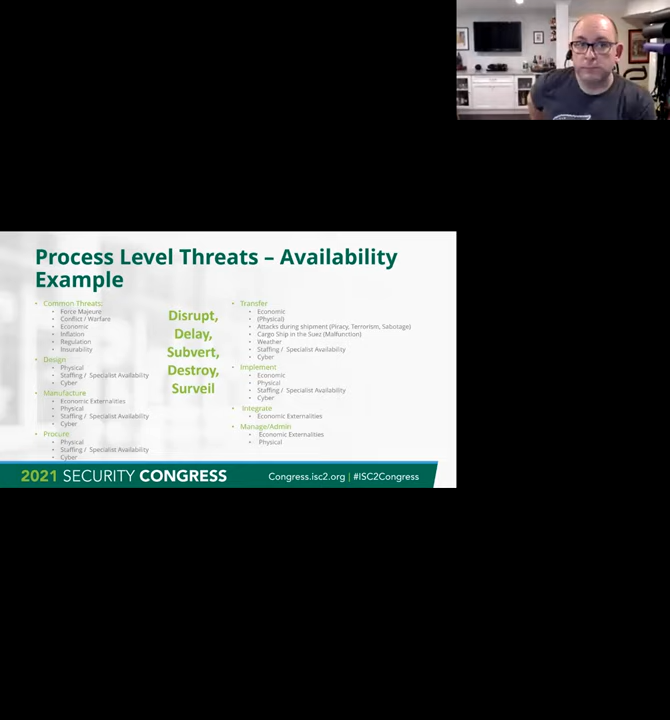 Process Level Threats – Availability
Example
• Common Threats:
• Force Majeure
• Conflict / Warfare
• Economic
• Inflation
• Regulation
• Insurability
• Design
• Physical
• Staffing / Specialist Availability
• Cyber
• Manufacture
• Economic Externalities
• Physical
• Staffing / Specialist Availability
• Cyber
• Procure
• Physical
• Staffing / Specialist Availability
• Cyber
Disrupt,
Delay,
Subvert,
Destroy,
Surveil
• Transfer
• Economic
• (Physical)
• Attacks during shipment (Piracy, Terrorism, Sabotage)
• Cargo Ship in the Suez (Malfunction)
• Weather
• Staffing / Specialist Availability
• Cyber
• Implement
• Economic
• Physical
• Staffing / Specialist Availability
• Cyber
• Integrate
• Economic Externalities
• Manage/Admin
• Economic Externalities
• Physical
2021 SECURITY CONGRESS
Congress.isc2.org | #ISC2Congress